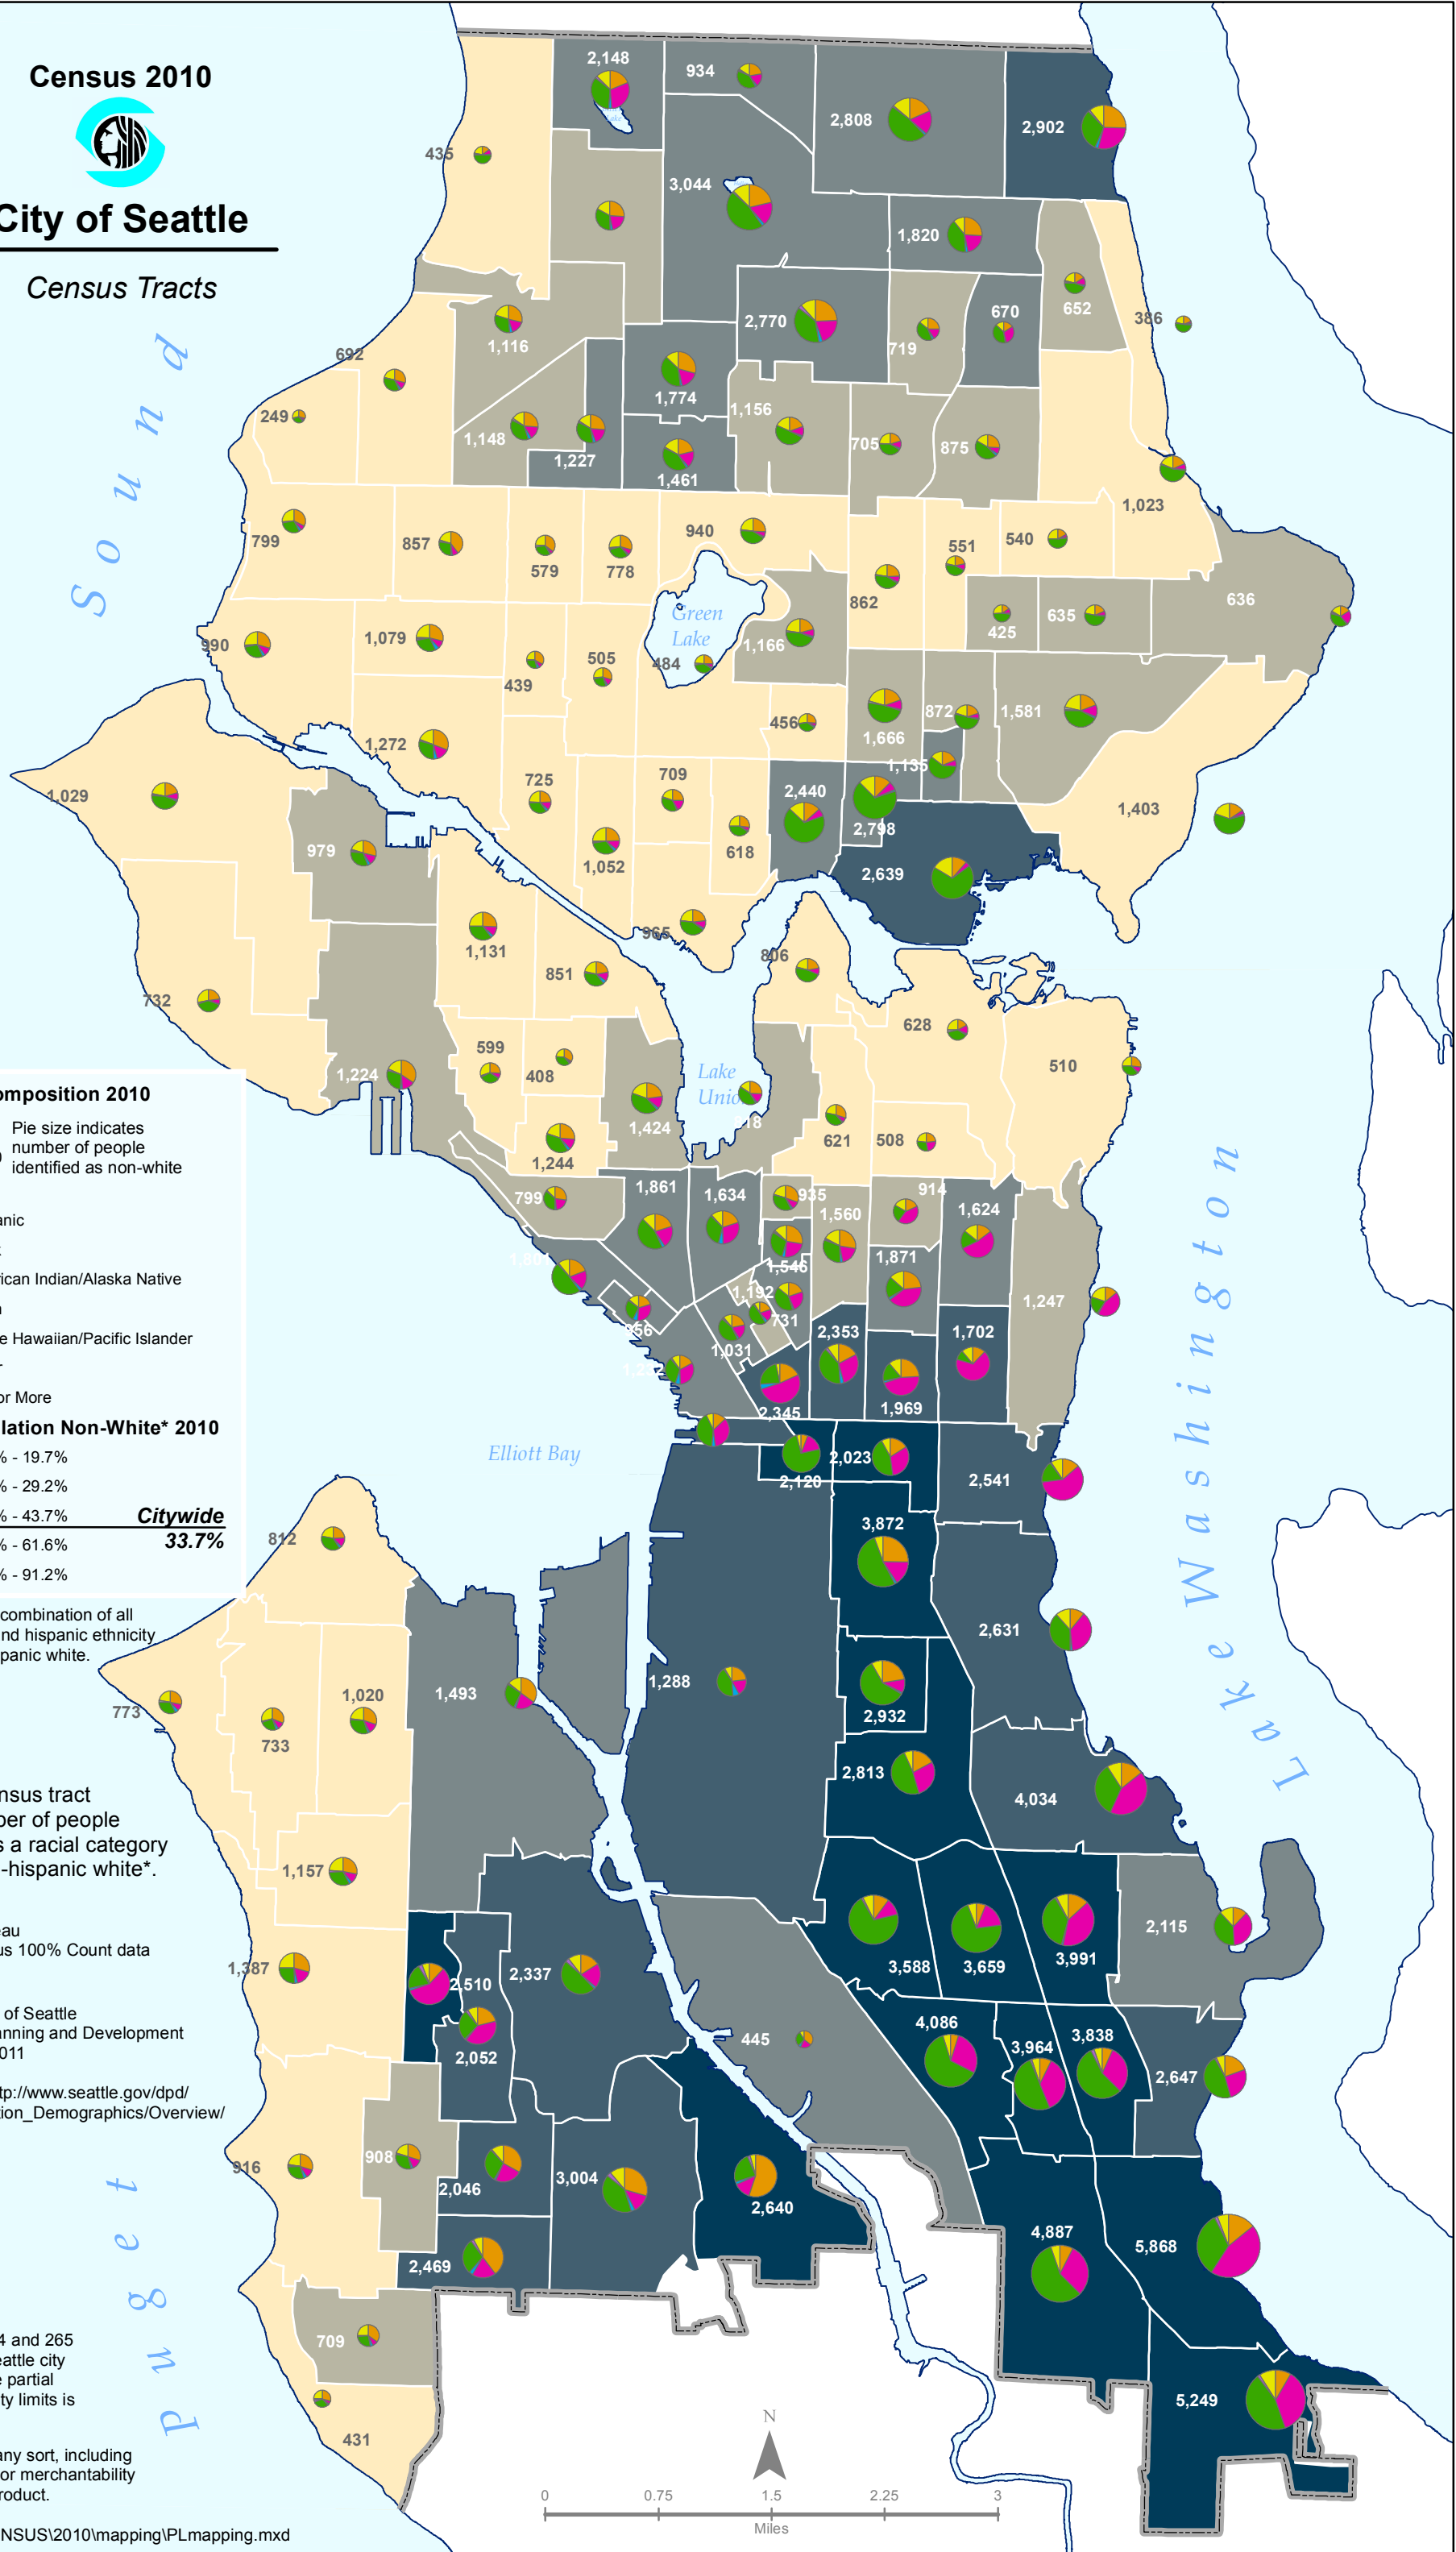 Census 2010
City of Seattle
Census Tracts
Puget Sound
Lake Washington
Green
Lake
Lake
Union
Elliott Bay
2,148
934
2,808
2,902
435
3,044
1,820
652
386
1,116
2,770
719
670
692
249
1,774
1,148
1,227
1,461
1,156
705
875
1,023
799
857
579
778
940
862
551
540
425
635
636
990
1,079
439
505
484
1,166
456
1,666
872
1,581
1,272
1,135
1,029
725
709
2,440
2,798
1,403
979
1,052
618
2,639
1,131
965
851
806
732
628
599
408
510
1,224
1,424
621
508
1,244
799
1,861
1,634
935
1,560
914
1,624
1,871
1,546
1,192
731
1,247
1,031
2,353
1,702
2,345
1,969
2,120
2,023
2,541
3,872
812
2,631
773
733
1,020
1,493
1,288
2,932
2,813
4,034
1,157
3,588
3,659
3,991
2,115
1,387
2,510
2,337
2,052
445
4,086
3,964
3,838
2,647
916
908
2,046
3,004
2,640
2,469
4,887
5,868
709
431
5,249
omposition 2010
Pie size indicates
number of people
identified as non-white
anic
rican Indian/Alaska Native
e Hawaiian/Pacific Islander
or More
lation Non-White* 2010
% - 19.7%
% - 29.2%
% - 43.7%
Citywide
33.7%
% - 61.6%
% - 91.2%
combination of all
nd hispanic ethnicity
panic white.
nsus tract
ber of people
s a racial category
-hispanic white*.
eau
us 100% Count data
of Seattle
anning and Development
011
tp://www.seattle.gov/dpd/
tion_Demographics/Overview/
4 and 265
eattle city
e partial
ty limits is
any sort, including
or merchantability
roduct.
NSUS\2010\mapping\PLmapping.mxd
N
0 0.75 1.5 2.25 3
Miles